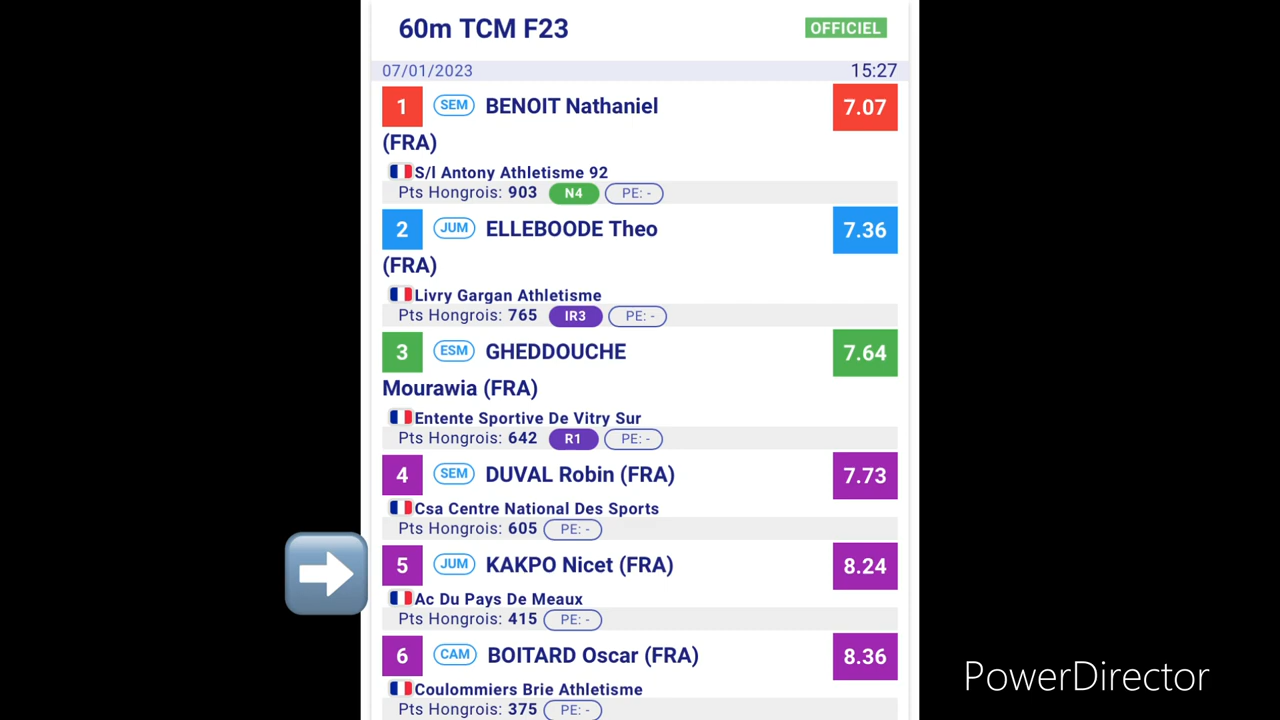 60m TCM F23 OFFICIEL
07/01/2023 15:27
1 SEM BENOIT Nathaniel 7.07
(FRA)
S/l Antony Athletisme 92
Pts Hongrois: 903 N4 PE: -
2 JUM ELLEBOODE Theo 7.36
(FRA)
Livry Gargan Athletisme
Pts Hongrois: 765 IR3 PE: -
3 ESM GHEDDOUCHE 7.64
Mourawia (FRA)
Entente Sportive De Vitry Sur
Pts Hongrois: 642 R1 PE: -
4 SEM DUVAL Robin (FRA) 7.73
Csa Centre National Des Sports
Pts Hongrois: 605 PE: -
5 JUM KAKPO Nicet (FRA) 8.24
Ac Du Pays De Meaux
Pts Hongrois: 415 PE: -
6 CAM BOITARD Oscar (FRA) 8.36
Coulommiers Brie Athletisme
Pts Hongrois: 375 PE: -
PowerDirector